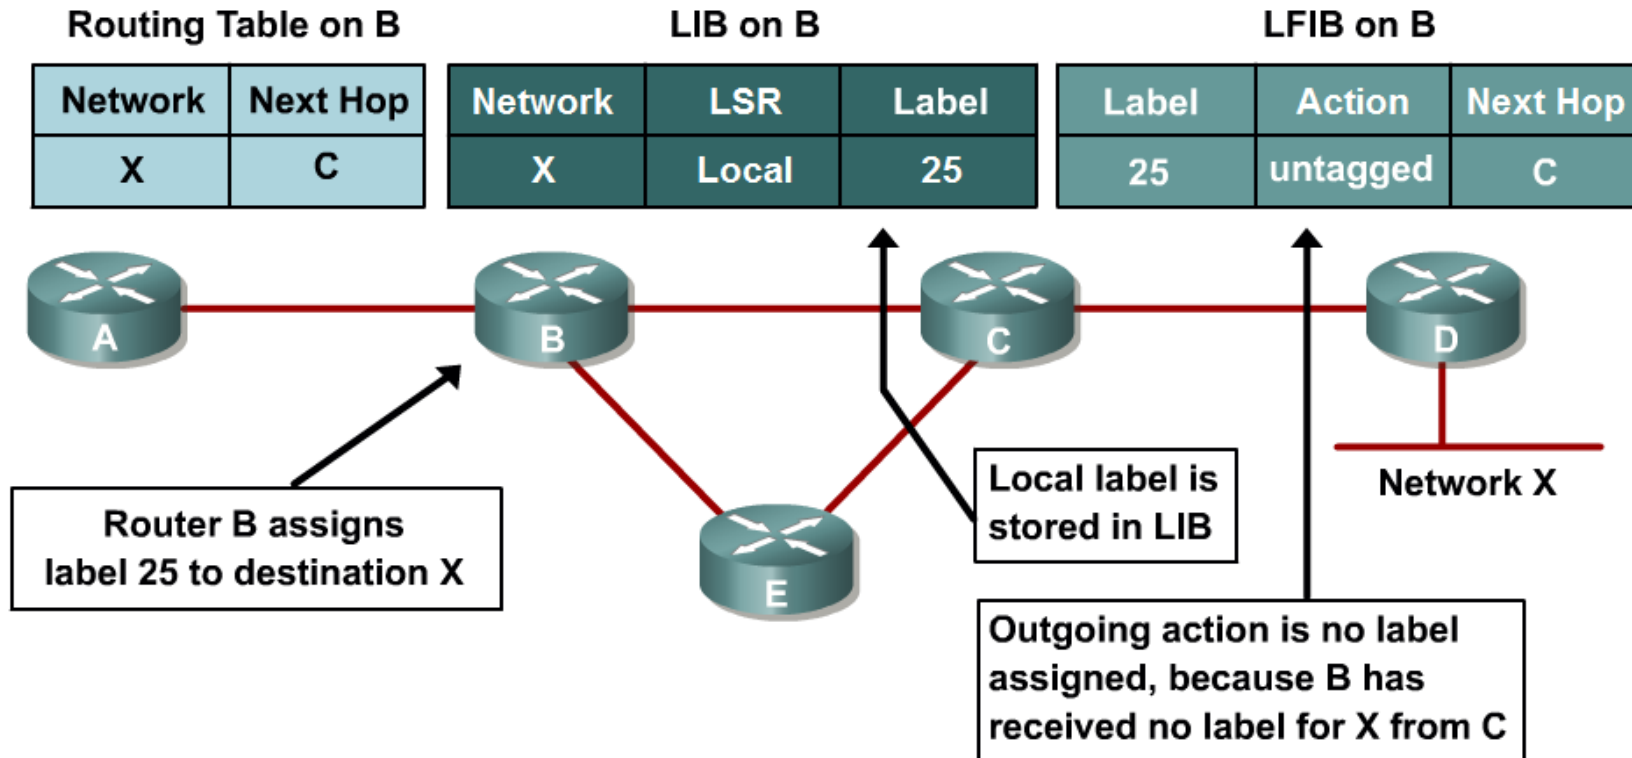 Routing Table on B
LIB on B
LFIB on B
Network Next Hop
X C
Network LSR Label
X Local 25
Label Action Next Hop
25 untagged C
A
B
C
D
E
Router B assigns
label 25 to destination X
Local label is
stored in LIB
Network X
Outgoing action is no label
assigned, because B has
received no label for X from C